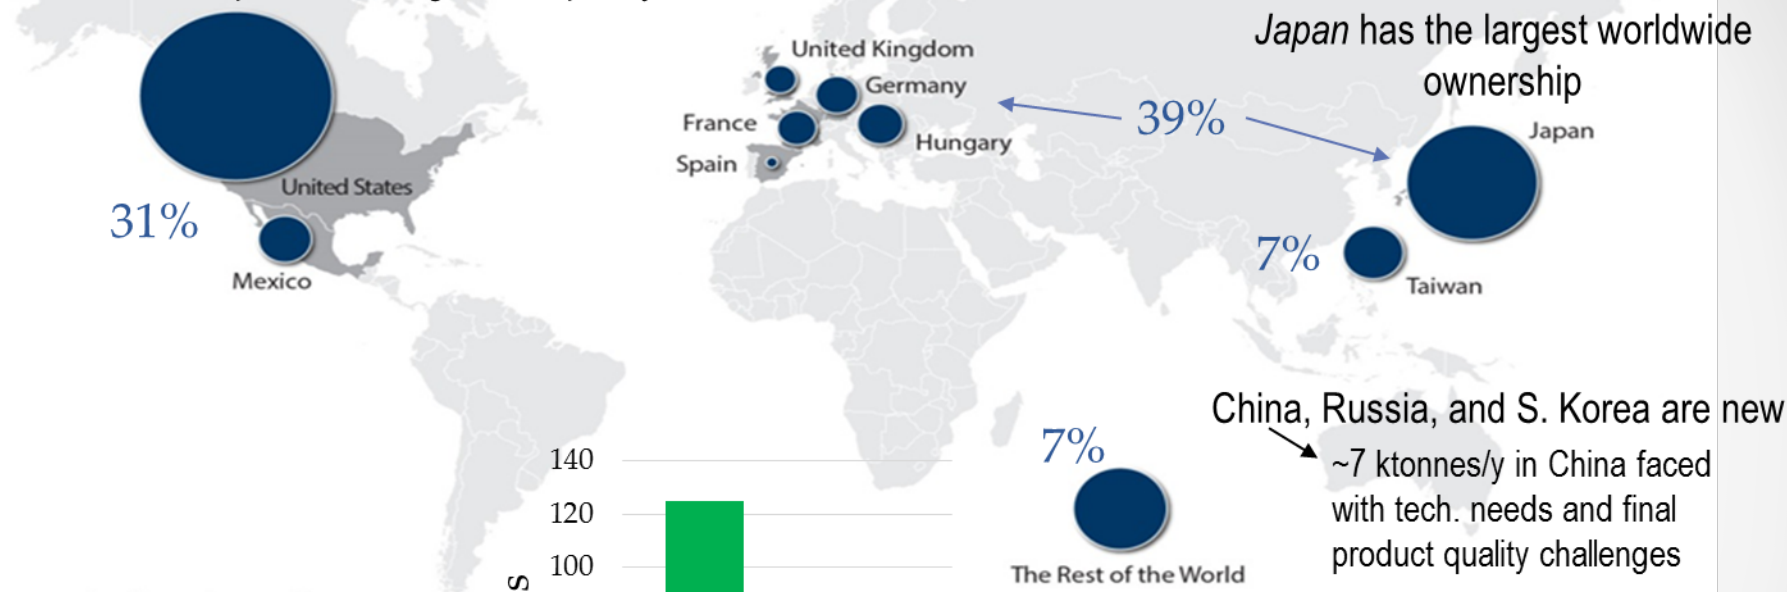 Japan has the largest worldwide
ownership
United Kingdom
Germany
39%
France
Hungary
Japan
Spain
United States
31%
7%
Mexico
Taiwan
China, Russia, and S. Korea are new
7%
140
~7 ktonnes/y in China faced
with tech. needs and final
120
product quality challenges
100
The Rest of the World
s